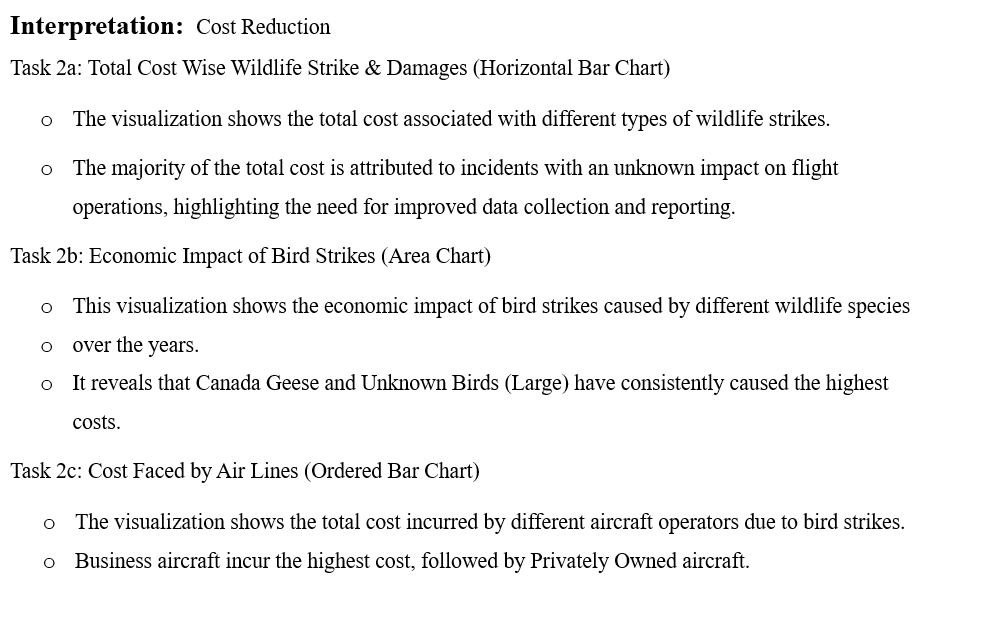 Interpretation: Cost Reduction
Task 2a: Total Cost Wise Wildlife Strike & Damages (Horizontal Bar Chart)
o The visualization shows the total cost associated with different types of wildlife strikes.
o The majority of the total cost is attributed to incidents with an unknown impact on flight
operations, highlighting the need for improved data collection and reporting.
Task 2b: Economic Impact of Bird Strikes (Area Chart)
o This visualization shows the economic impact of bird strikes caused by different wildlife species
o over the years.
o It reveals that Canada Geese and Unknown Birds (Large) have consistently caused the highest
costs.
Task 2c: Cost Faced by Air Lines (Ordered Bar Chart)
o The visualization shows the total cost incurred by different aircraft operators due to bird strikes.
o Business aircraft incur the highest cost, followed by Privately Owned aircraft.